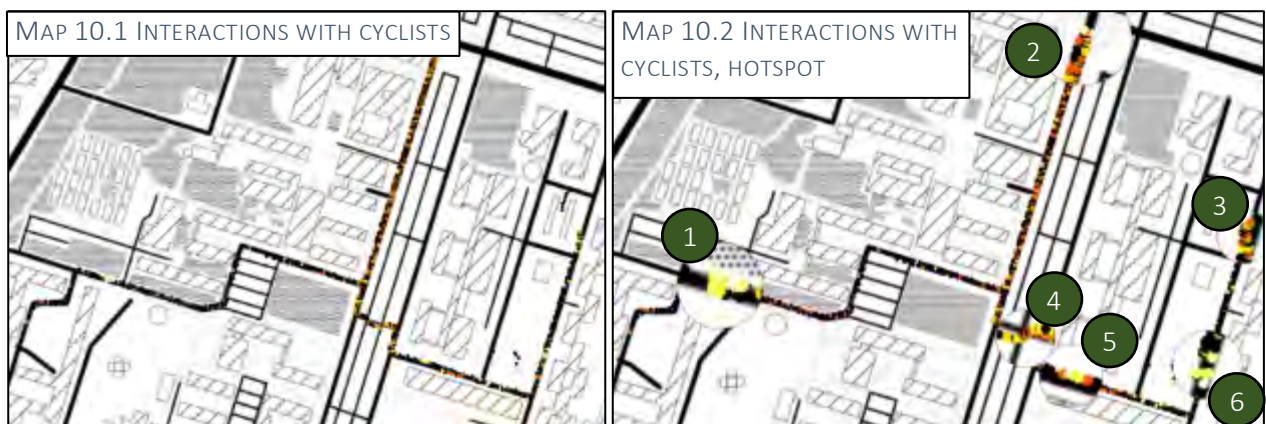 MAP 10.1 INTERACTIONS WITH CYCLISTS
MAP 10.2 INTERACTIONS WITH
CYCLISTS, HOTSPOT
2
3
1
4
5
6